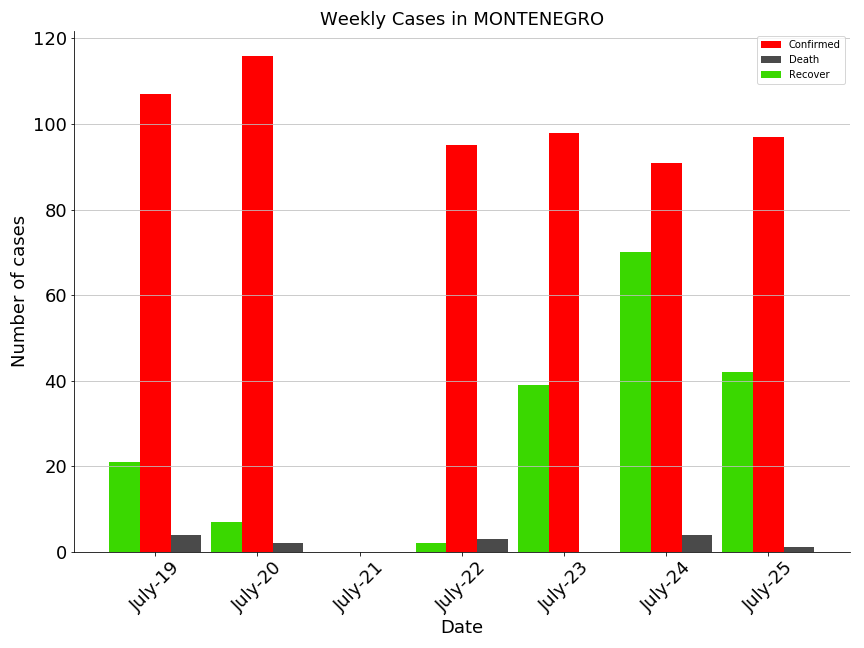 Weekly Cases in MONTENEGRO
Confirmed
Death
Recover
Number of cases
120
100
80
60
40
20
0
July-19
July-20
July-21
July-22
July-23
July-24
July-25
Date